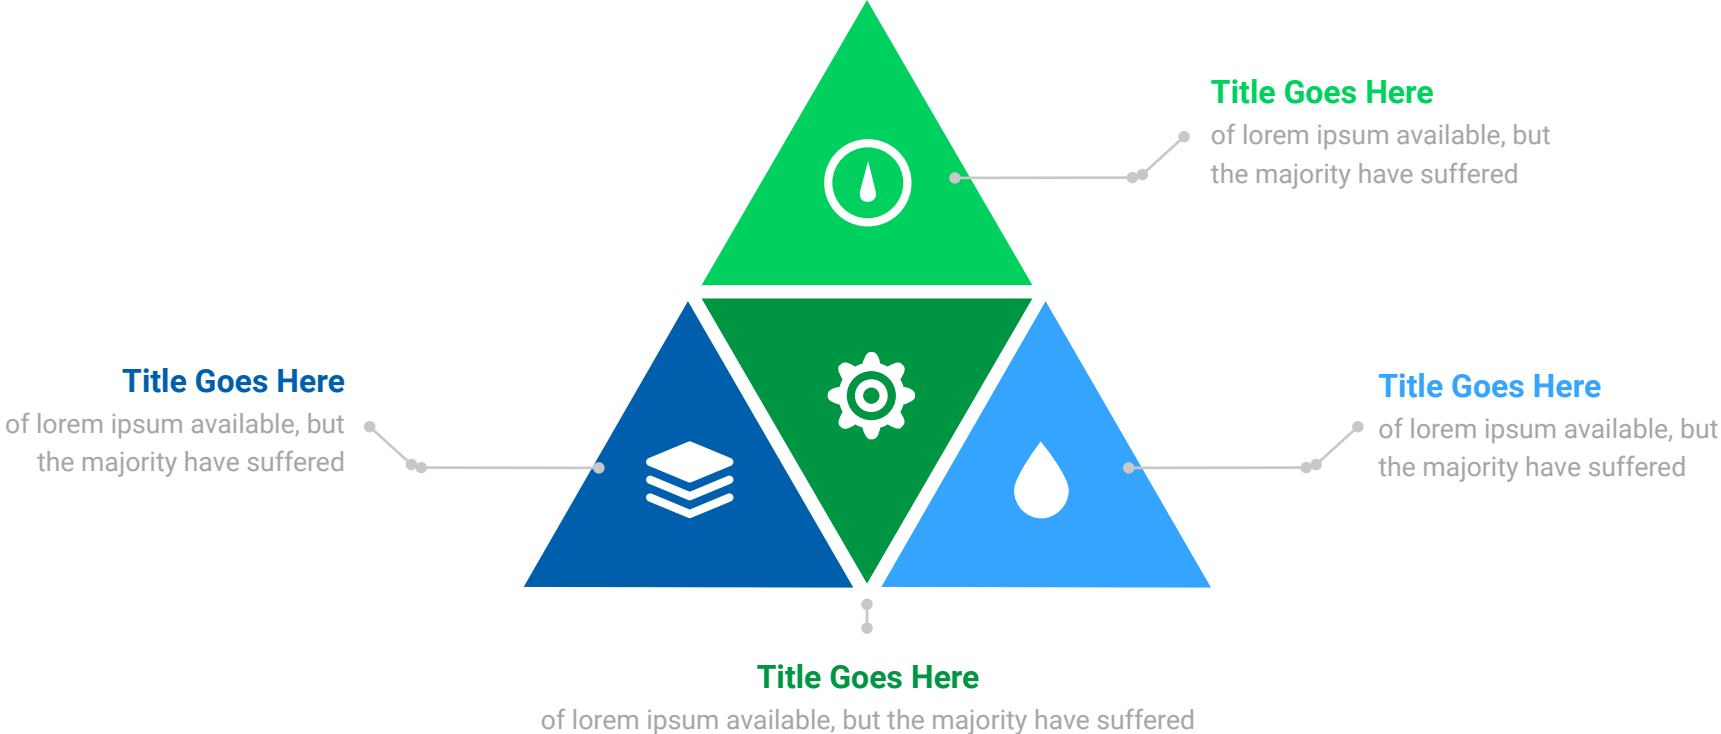 Title Goes Here
of lorem ipsum available, but
the majority have suffered
Title Goes Here
of lorem ipsum available, but
the majority have suffered
Title Goes Here
of lorem ipsum available, but
the majority have suffered
Title Goes Here
of lorem ipsum available, but the majority have suffered